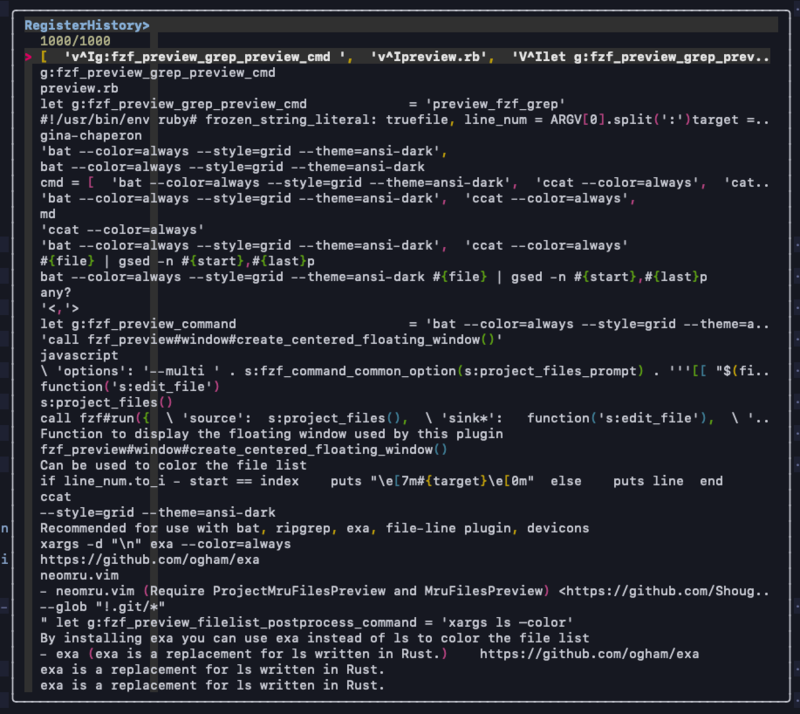 RegisterHistory>
1000/1000
> [  'v^Ig:fzf_preview_grep_preview_cmd ',  'v^Ipreview.rb',  'V^Ilet g:fzf_preview_grep_prev..
g:fzf_preview_grep_preview_cmd
preview.rb
let g:fzf_preview_grep_preview_cmd             = 'preview_fzf_grep'
#!/usr/bin/env ruby# frozen_string_literal: truefile, line_num = ARGV[0].split(':')target =..
gina-chaperon
'bat --color=always --style=grid --theme=ansi-dark',
bat --color=always --style=grid --theme=ansi-dark
cmd = [  'bat --color=always --style=grid --theme=ansi-dark',  'ccat --color=always',  'cat..
'bat --color=always --style=grid --theme=ansi-dark',  'ccat --color=always',
md
'ccat --color=always'
'bat --color=always --style=grid --theme=ansi-dark',  'ccat --color=always'
#{file} | gsed -n #{start},#{last}p
bat --color=always --style=grid --theme=ansi-dark #{file} | gsed -n #{start},#{last}p
any?
'<,'>
let g:fzf_preview_command                      = 'bat --color=always --style=grid --theme=a..
'call fzf_preview#window#create_centered_floating_window()'
javascript
\ 'options': '--multi ' . s:fzf_command_common_option(s:project_files_prompt) . '''[[ "$(fi..
function('s:edit_file')
s:project_files()
call fzf#run({  \ 'source':  s:project_files(),  \ 'sink*':   function('s:edit_file'),  \ '..
Function to display the floating window used by this plugin
fzf_preview#window#create_centered_floating_window()
Can be used to color the file list
if line_num.to_i - start == index    puts "\e[7m#{target}\e[0m"  else    puts line  end
ccat
--style=grid --theme=ansi-dark
Recommended for use with bat, ripgrep, exa, file-line plugin, devicons
xargs -d "\n" exa --color=always
https://github.com/ogham/exa
neomru.vim
- neomru.vim (Require ProjectMruFilesPreview and MruFilesPreview) <https://github.com/Shoug..
--glob "!.git/*"
" let g:fzf_preview_filelist_postprocess_command = 'xargs ls —color'
By installing exa you can use exa instead of ls to color the file list
- exa (exa is a replacement for ls written in Rust.)    https://github.com/ogham/exa
exa is a replacement for ls written in Rust.
exa is a replacement for ls written in Rust.